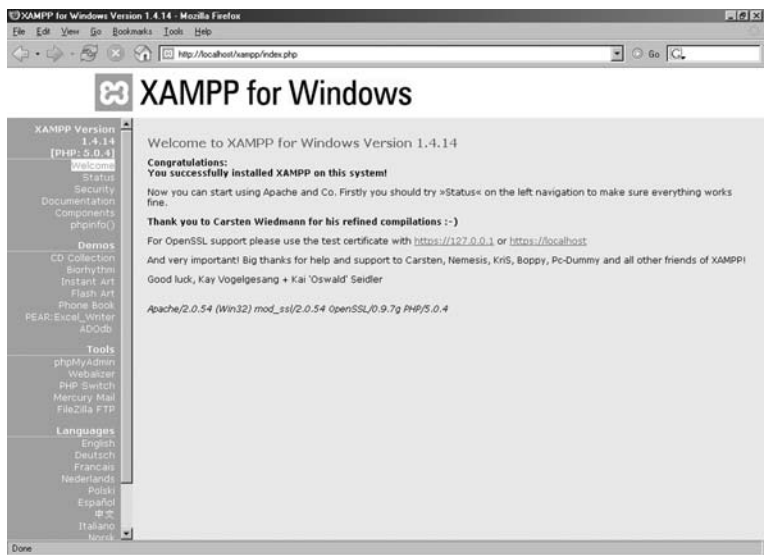 XAMPP for Windows Version 1.4.14 - Mozilla Firefox
File Edit View Go Bookmarks Tools Help
http://localhost/xampp/index.php
Go
XAMPP for Windows
XAMPP Version
1.4.14
[PHP: 5.0.4]
Welcome
Status
Security
Documentation
Components
phpinfo()
Demos
CD Collection
Biorhythm
Instant Art
Flash Art
Phone Book
PEAR:Excel_Writer
ADOdb
Tools
phpMyAdmin
Webalizer
PHP Switch
Mercury Mail
FileZilla FTP
Languages
English
Deutsch
Francais
Nederlands
Polski
Español
中文
Italiano
Norsk
Welcome to XAMPP for Windows Version 1.4.14
Congratulations:
You successfully installed XAMPP on this system!
Now you can start using Apache and Co. Firstly you should try »Status« on the left navigation to make sure everything works
fine.
Thank you to Carsten Wiedmann for his refined compilations :-)
For OpenSSL support please use the test certificate with https://127.0.0.1 or https://localhost
And very important! Big thanks for help and support to Carsten, Nemesis, KriS, Boppy, Pc-Dummy and all other friends of XAMPP!
Good luck, Kay Vogelgesang + Kai 'Oswald' Seidler
Apache/2.0.54 (Win32) mod_ssl/2.0.54 OpenSSL/0.9.7g PHP/5.0.4
Done